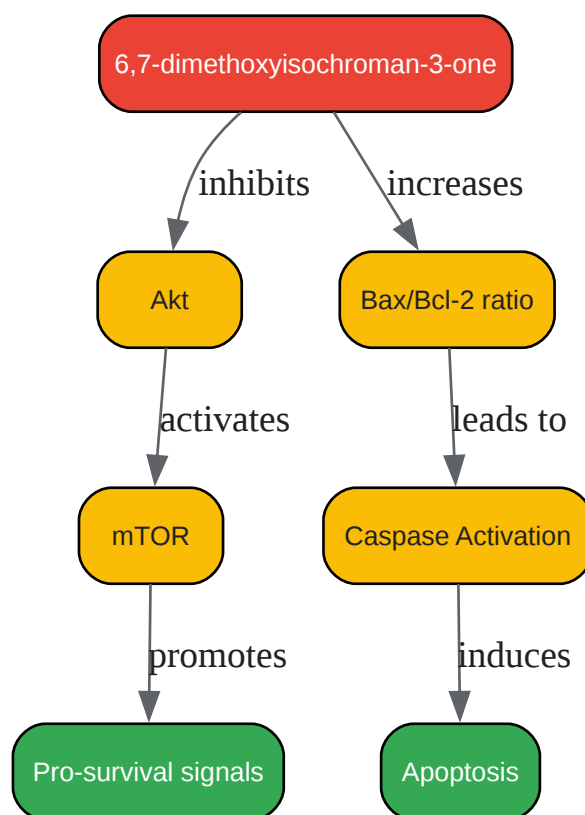 6,7-dimethoxyisochroman-3-one
inhibits
increases
Akt
Bax/Bcl-2 ratio
activates
leads to
mTOR
Caspase Activation
promotes
induces
Pro-survival signals
Apoptosis